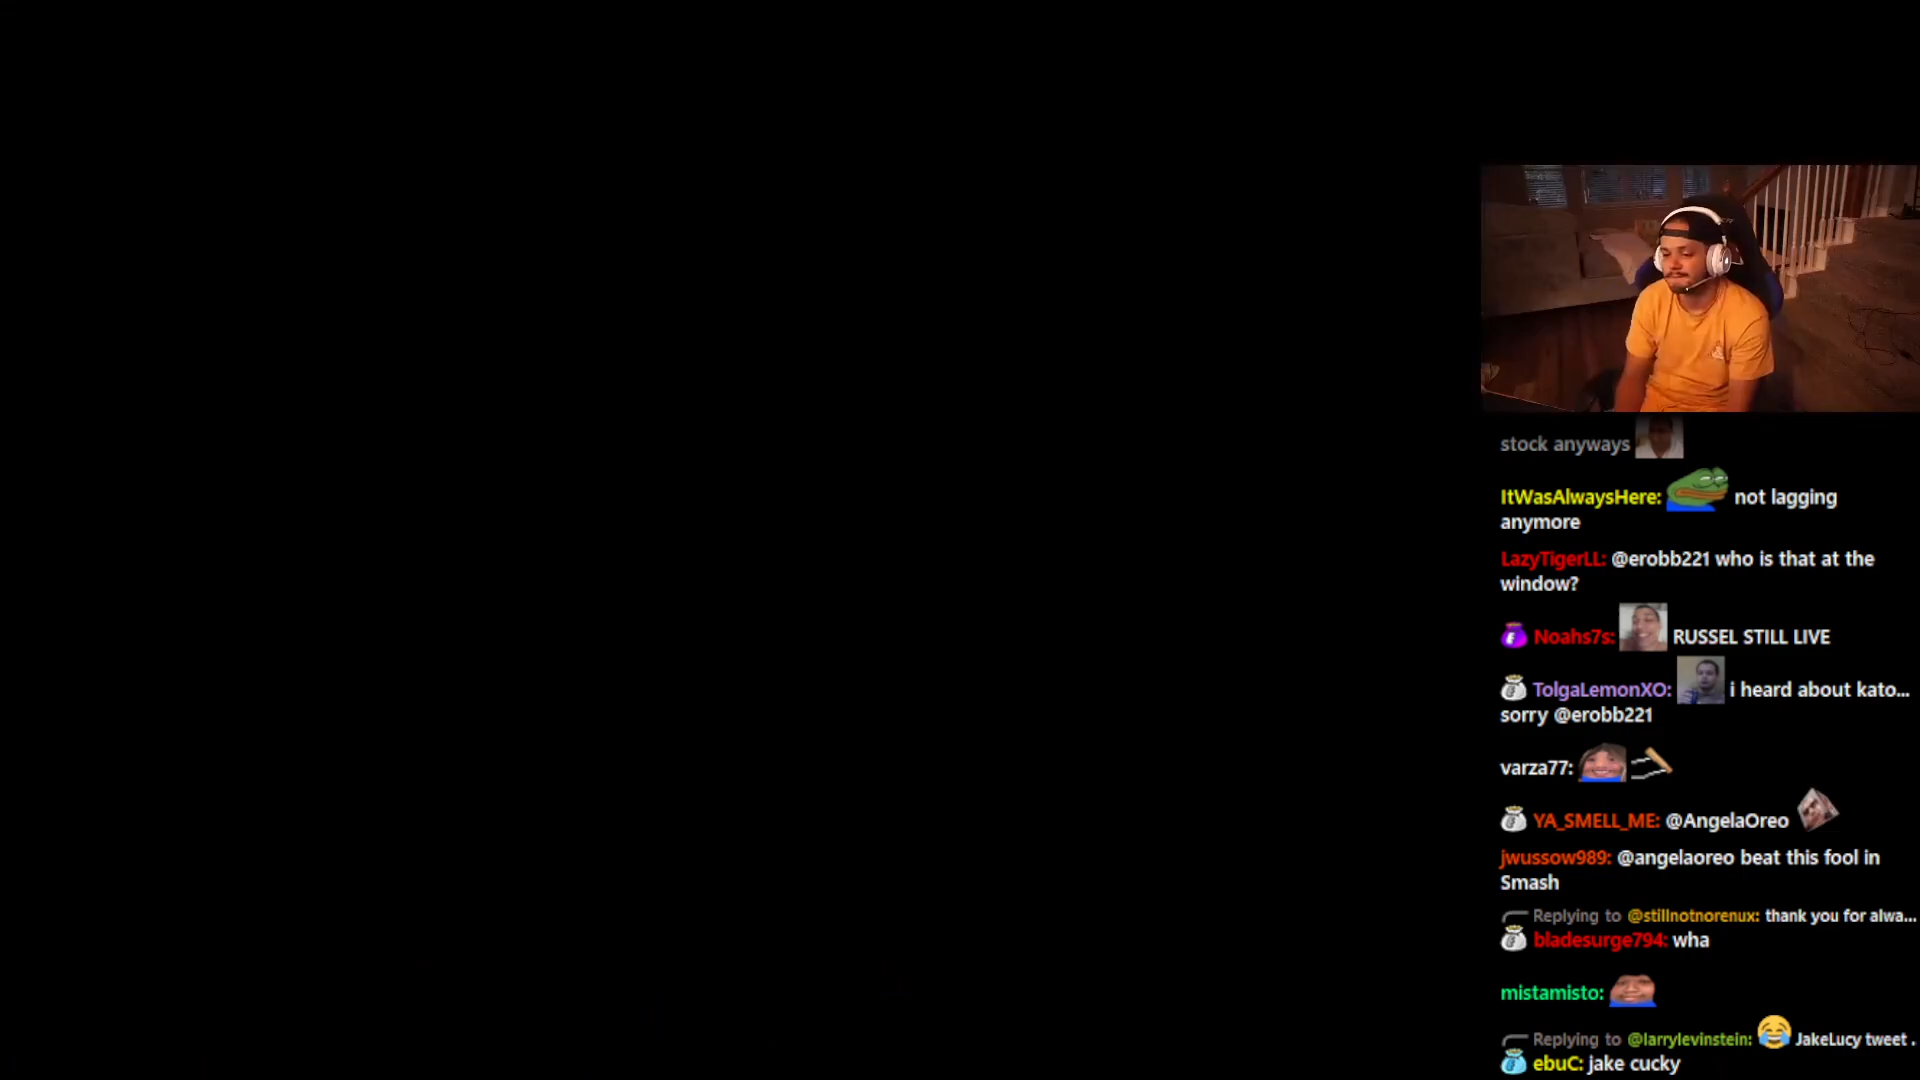 stock anyways
ItWasAlwaysHere: not lagging
anymore
LazyTigerLL: @erobb221 who is that at the
window?
Noahs7s: RUSSEL STILL LIVE
TolgaLemonXO: i heard about kato...
sorry @erobb221
varza77:
YA_SMELL_ME: @AngelaOreo
jwussow989: @angelaoreo beat this fool in
Smash
Replying to @stillnotnorenux: thank you for alwa...
bladesurge794: wha
mistamisto:
Replying to @larrylevinstein: JakeLucy tweet .
ebuC: jake cucky